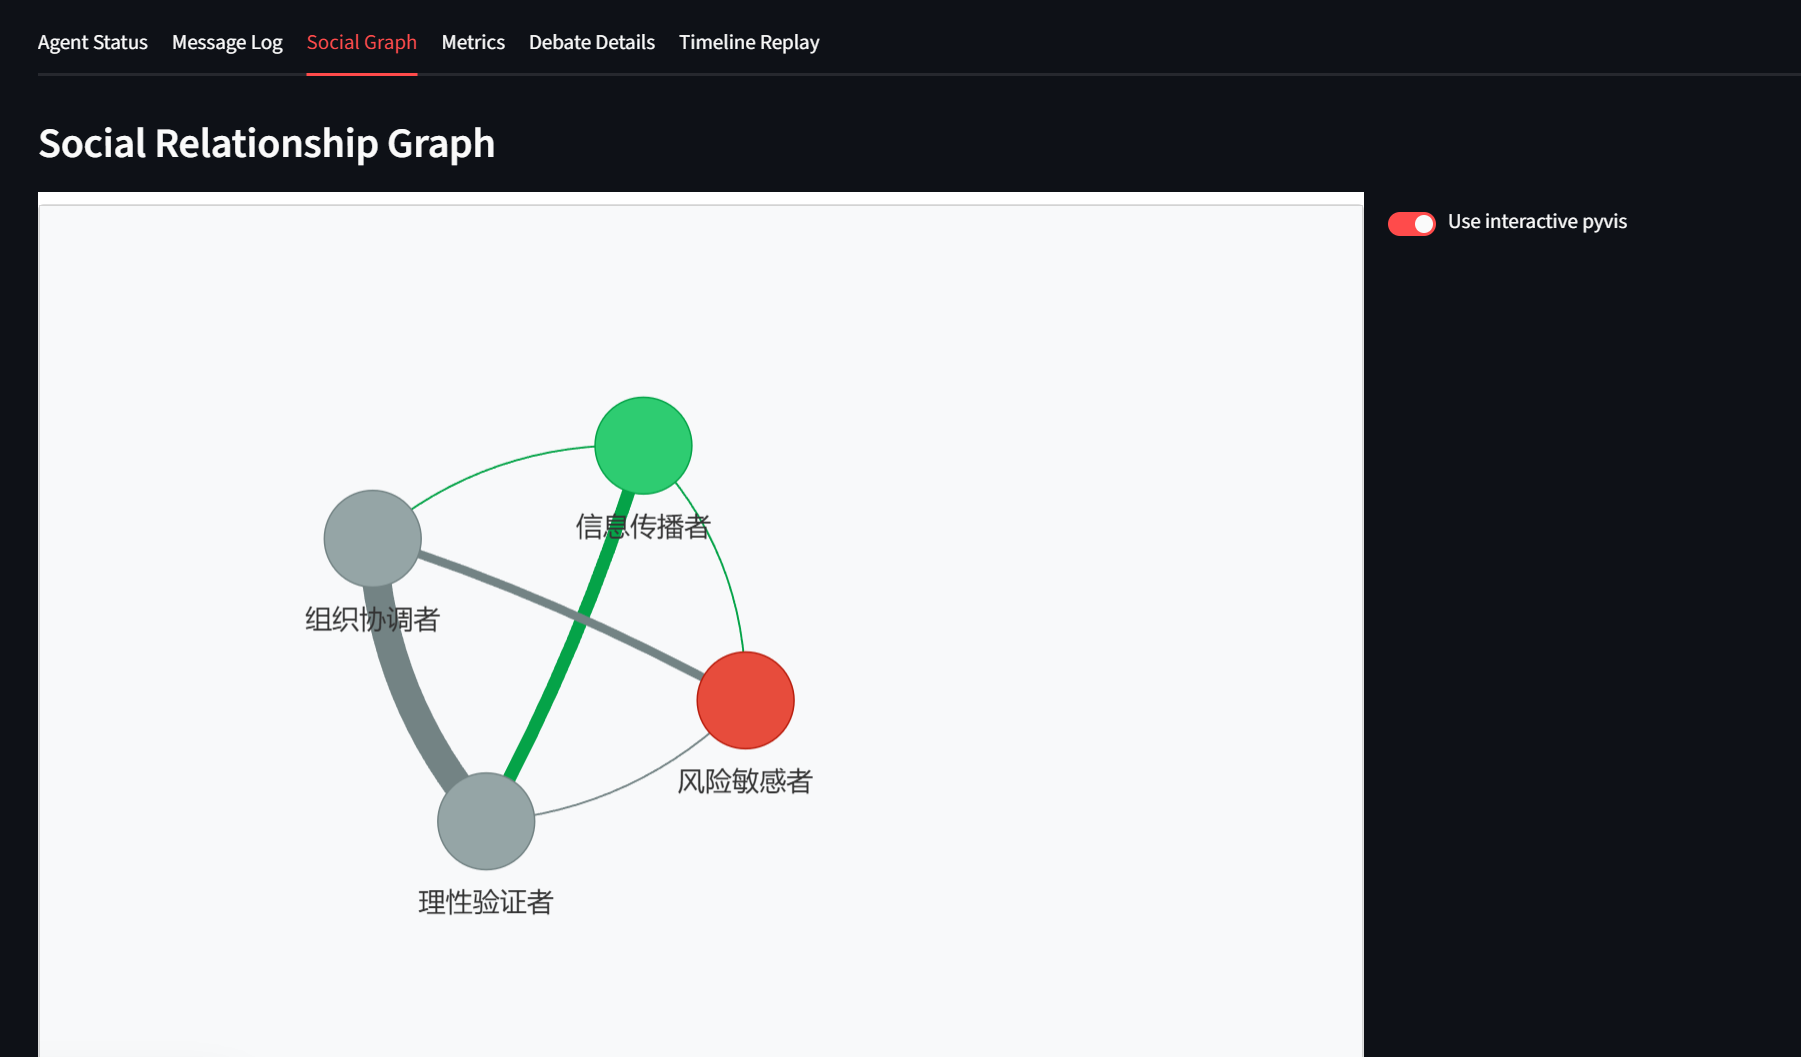 Agent Status Message Log Social Graph Metrics Debate Details Timeline Replay
Social Relationship Graph
Use interactive pyvis
信息传播者
组织协调者
风险敏感者
理性验证者